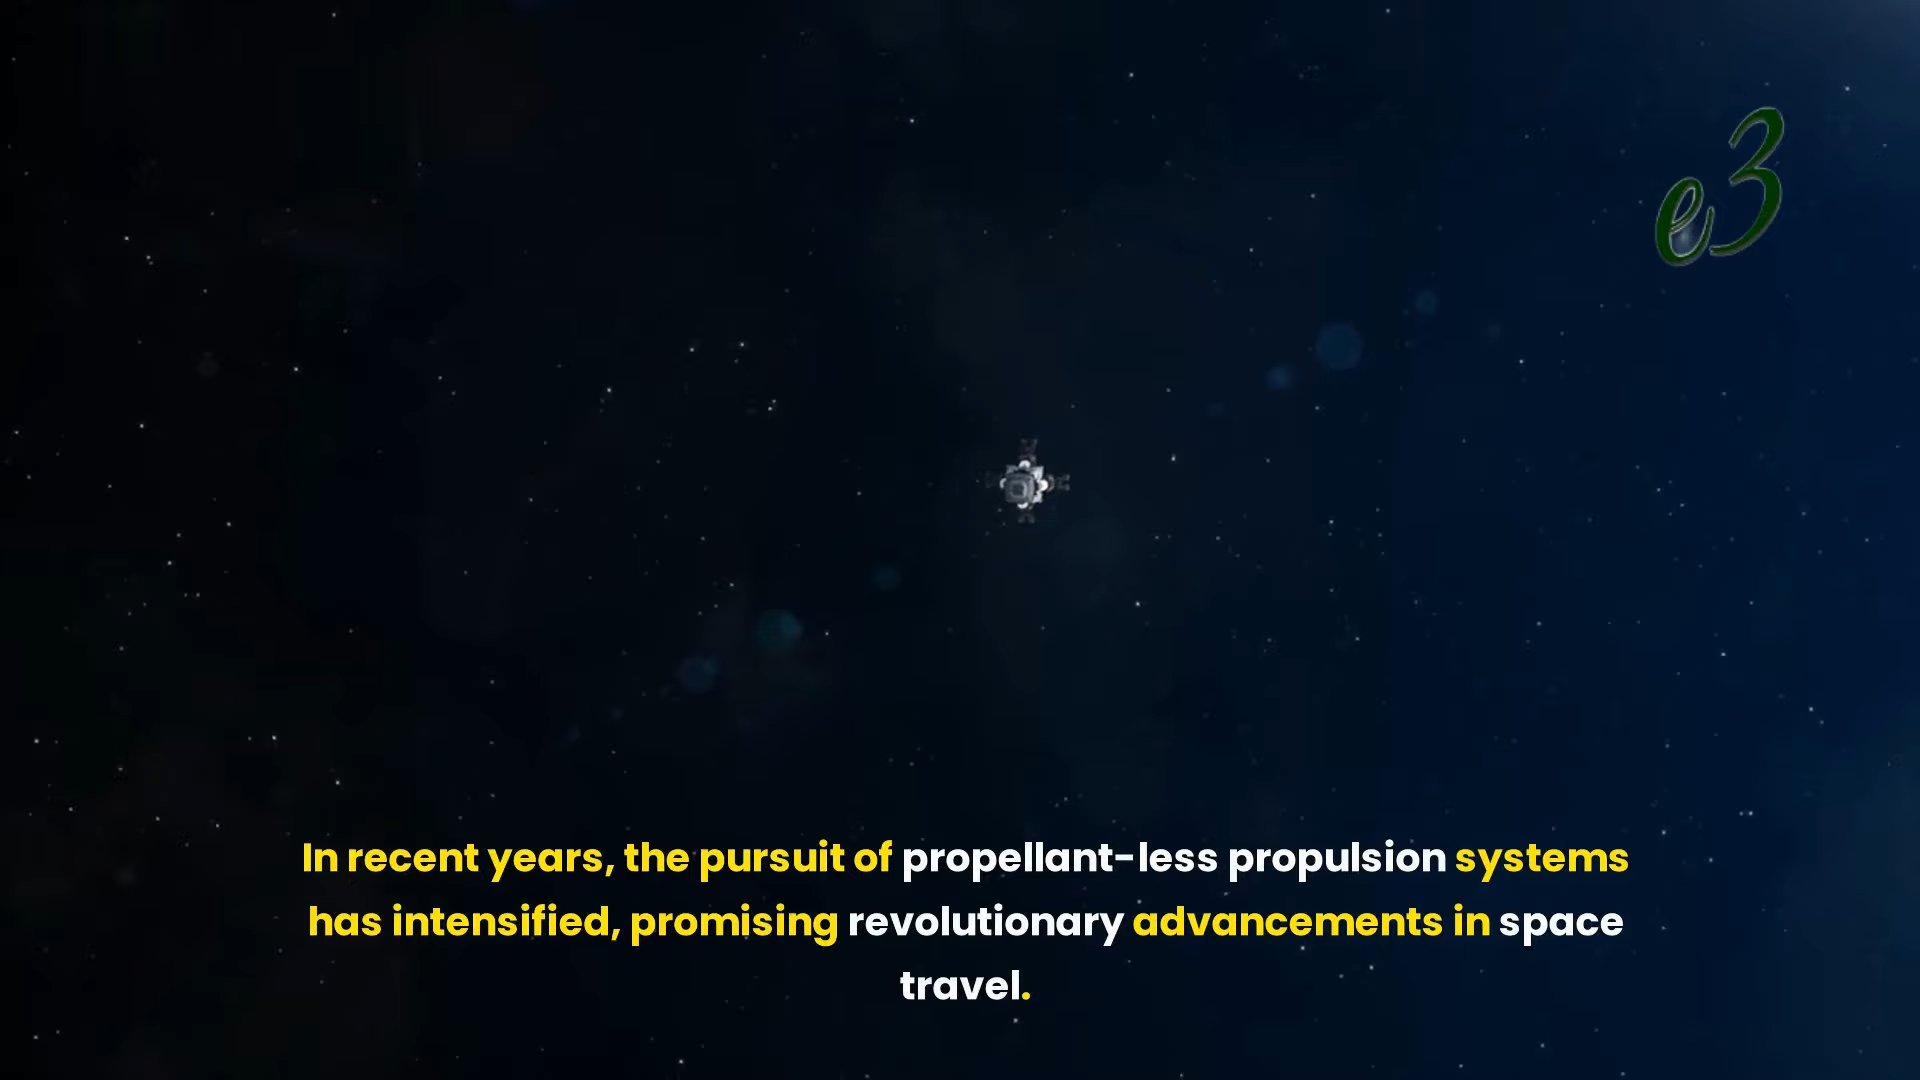 e3
In recent years, the pursuit of propellant-less propulsion systems
has intensified, promising revolutionary advancements in space
travel.